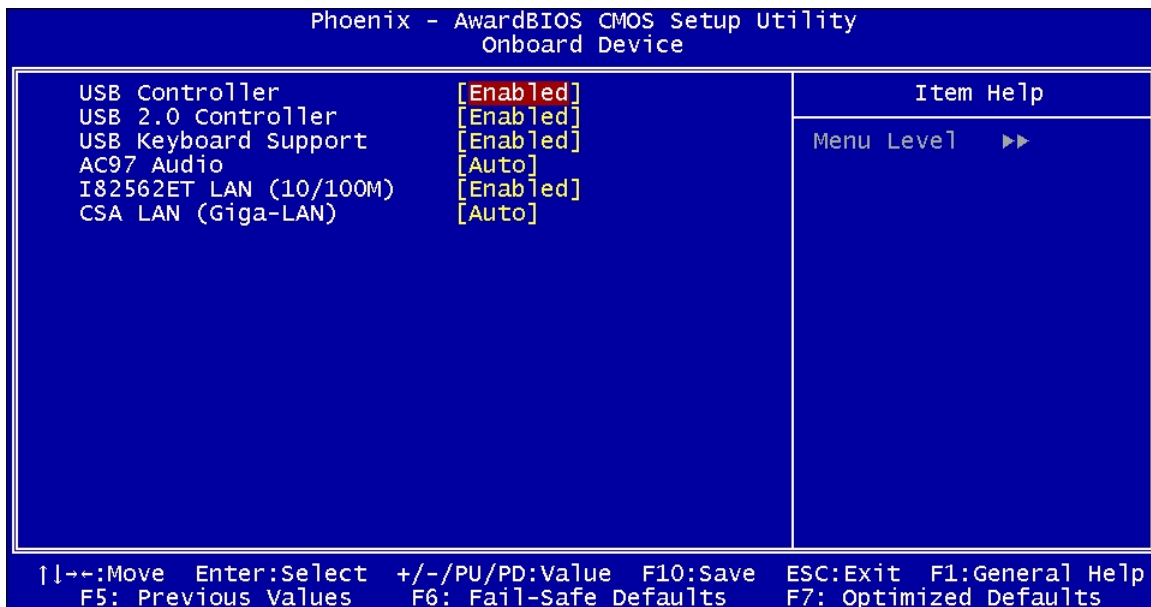 Phoenix - AwardBIOS CMOS Setup Utility
Onboard Device
USB Controller [Enabled]
USB 2.0 Controller [Enabled]
USB Keyboard Support [Enabled]
AC97 Audio [Auto]
I82562ET LAN (10/100M) [Enabled]
CSA LAN (Giga-LAN) [Auto]
Item Help
Menu Level ▶▶
↑↓→←:Move Enter:Select +/-/PU/PD:Value F10:Save ESC:Exit F1:General Help
F5: Previous Values F6: Fail-Safe Defaults F7: Optimized Defaults